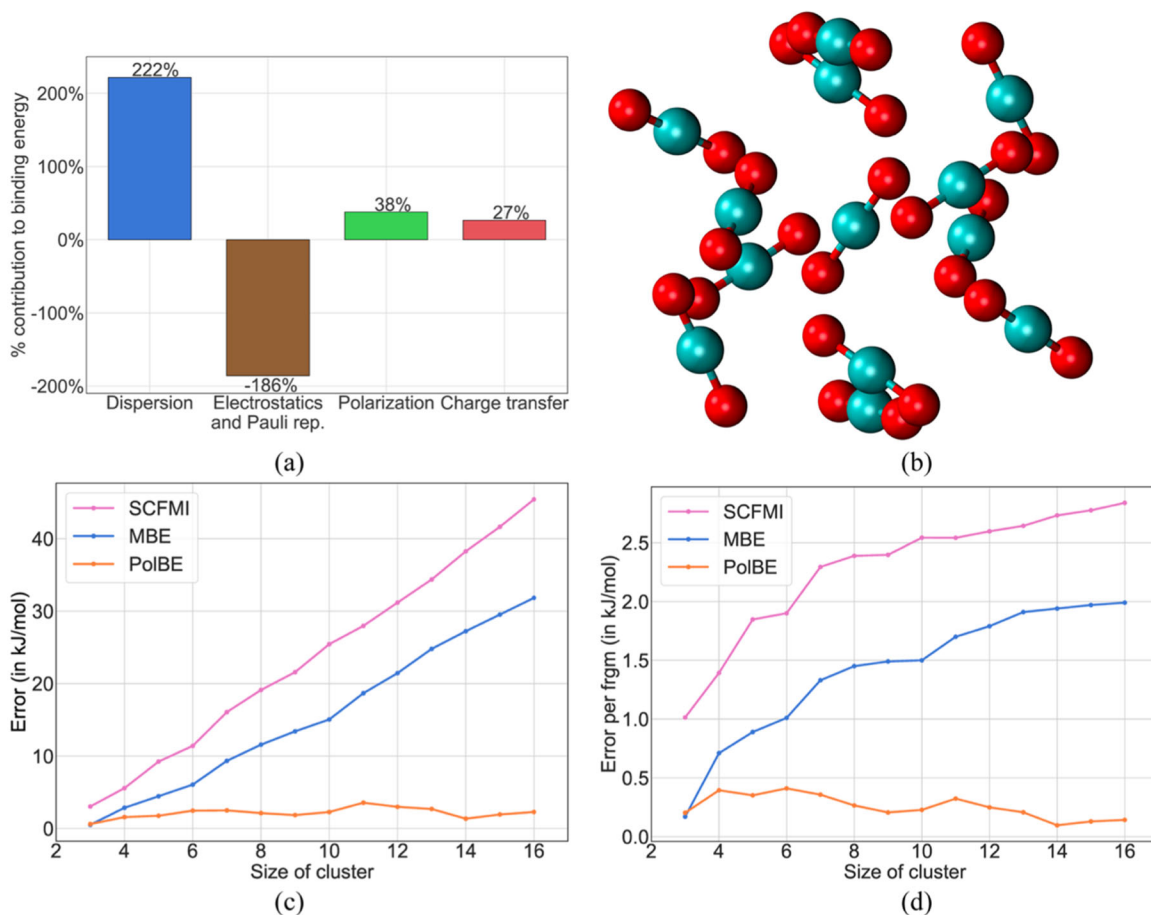 % contribution to binding energy
200%
100%
0%
-100%
-200%
222%
-186%
38%
27%
Dispersion
Electrostatics
and Pauli rep.
Polarization
Charge transfer
(a)
(b)
Error (in kJ/mol)
40
30
20
10
0
SCFMI
MBE
PolBE
2 4 6 8 10 12 14 16
Size of cluster
(c)
Error per frgm (in kJ/mol)
2.5
2.0
1.5
1.0
0.5
0.0
SCFMI
MBE
PolBE
2 4 6 8 10 12 14 16
Size of cluster
(d)